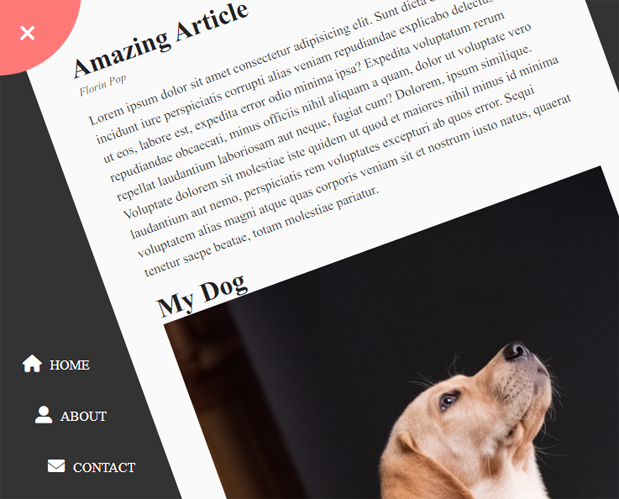 Amazing Article
Florin Pop
Lorem ipsum dolor sit amet consectetur adipisicing elit. Sunt dicta
incidunt iure perspiciatis corrupti alias veniam repudiandae explicabo delectus
ut eos, labore est, expedita error odio minima ipsa? Expedita voluptatum rerum
repudiandae obcaecati, minus officiis nihil aliquam a quam, dolor ut voluptate vero
repellat laudantium laboriosam aut neque, fugiat cum? Dolorem, ipsum similique.
Voluptate dolorem sit molestiae iste quidem ut quod et maiores nihil minus id minima
laudantium aut nemo, perspiciatis rem voluptates excepturi ab quos error. Sequi
voluptatem alias magni atque quas corporis veniam sit et nostrum iusto natus, quaerat
tenetur saepe beatae, totam molestiae pariatur.
My Dog
HOME
ABOUT
CONTACT